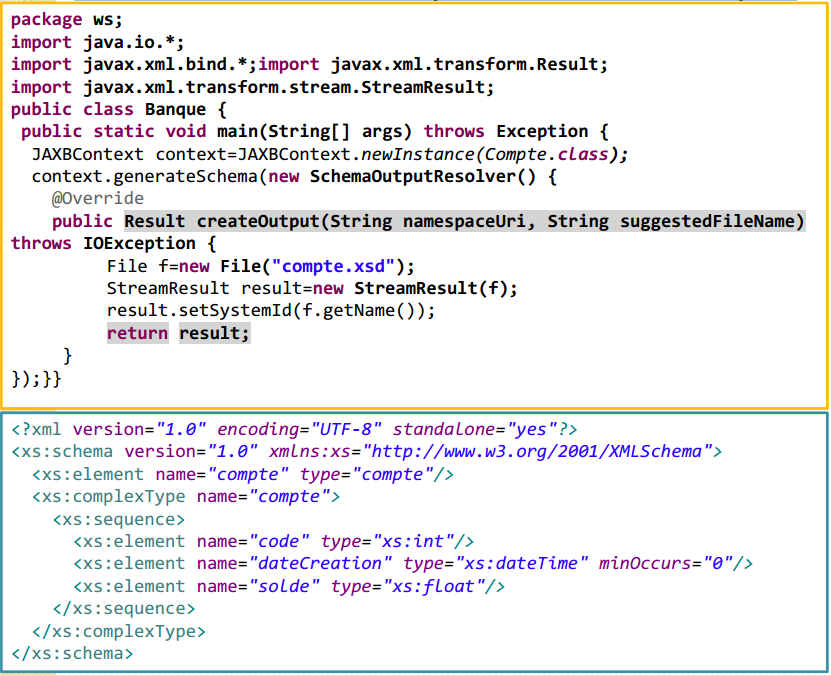 package ws;
import java.io.*;
import javax.xml.bind.*;import javax.xml.transform.Result;
import javax.xml.transform.stream.StreamResult;
public class Banque {
public static void main(String[] args) throws Exception {
JAXBContext context=JAXBContext.newInstance(Compte.class);
context.generateSchema(new SchemaOutputResolver() {
@Override
public Result createOutput(String namespaceUri, String suggestedFileName)
throws IOException {
File f=new File("compte.xsd");
StreamResult result=new StreamResult(f);
result.setSystemId(f.getName());
return result;
}
});}}
<?xml version="1.0" encoding="UTF-8" standalone="yes"?>
<xs:schema version="1.0" xmlns:xs="http://www.w3.org/2001/XMLSchema">
<xs:element name="compte" type="compte"/>
<xs:complexType name="compte">
<xs:sequence>
<xs:element name="code" type="xs:int"/>
<xs:element name="dateCreation" type="xs:dateTime" minOccurs="0"/>
<xs:element name="solde" type="xs:float"/>
</xs:sequence>
</xs:complexType>
</xs:schema>